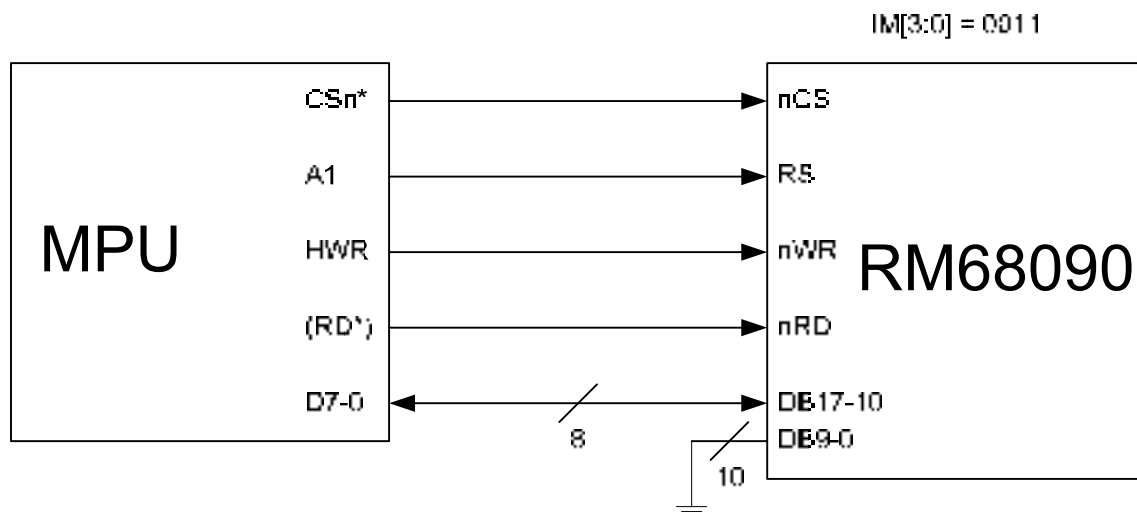 IM[3:0] = 0011
CSn*
nCS
A1
RS
MPU
HWR
nWR
RM68090
(RD*)
nRD
D7-0
DB17-10
8
DB9-0
10